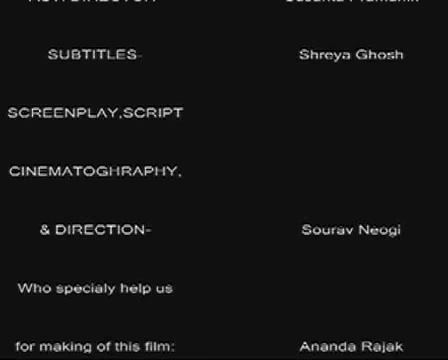 SUBTITLES- Shreya Ghosh
SCREENPLAY,SCRIPT
CINEMATOGHRAPHY,
& DIRECTION- Sourav Neogi
Who specialy help us
for making of this film: Ananda Rajak